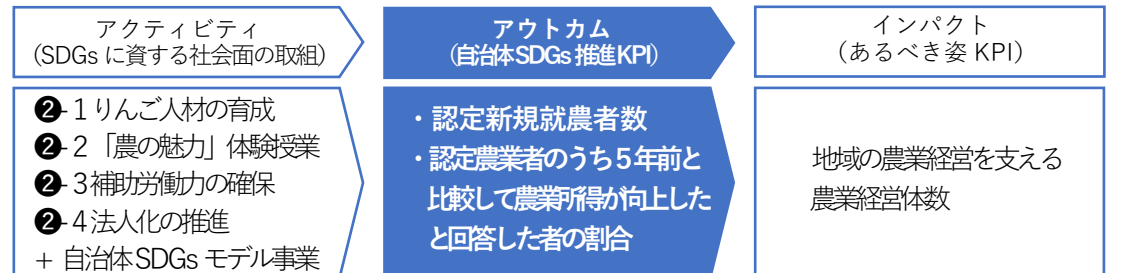 アクティビティ
(SDGs に資する社会面の取組)
❷-1りんご人材の育成
❷-2「農の魅力」体験授業
❷-3補助労働力の確保
❷-4法人化の推進
+ 自治体SDGs モデル事業
アウトカム
(自治体SDGs 推進KPI)
・認定新規就農者数
・認定農業者のうち5年前と
比較して農業所得が向上した
と回答した者の割合
インパクト
(あるべき姿 KPI)
地域の農業経営を支える
農業経営体数